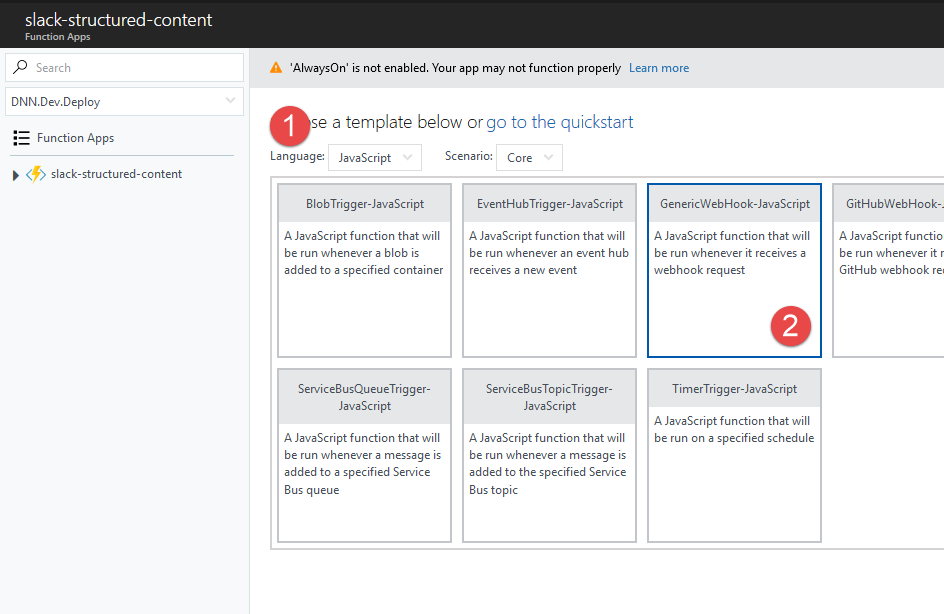 slack-structured-content
Function Apps
Search
DNN.Dev.Deploy
Function Apps
slack-structured-content
'AlwaysOn' is not enabled. Your app may not function properly Learn more
1
se a template below or go to the quickstart
Language: JavaScript Scenario: Core
BlobTrigger-JavaScript
A JavaScript function that will
be run whenever a blob is
added to a specified container
EventHubTrigger-JavaScript
A JavaScript function that will
be run whenever an event hub
receives a new event
GenericWebHook-JavaScript
A JavaScript function that will
be run whenever it receives a
webhook request
2
GitHubWebHook-
A JavaScript functio
be run whenever it r
GitHub webhook re
ServiceBusQueueTrigger-
JavaScript
A JavaScript function that will
be run whenever a message is
added to a specified Service
Bus queue
ServiceBusTopicTrigger-
JavaScript
A JavaScript function that will
be run whenever a message is
added to the specified Service
Bus topic
TimerTrigger-JavaScript
A JavaScript function that will
be run on a specified schedule